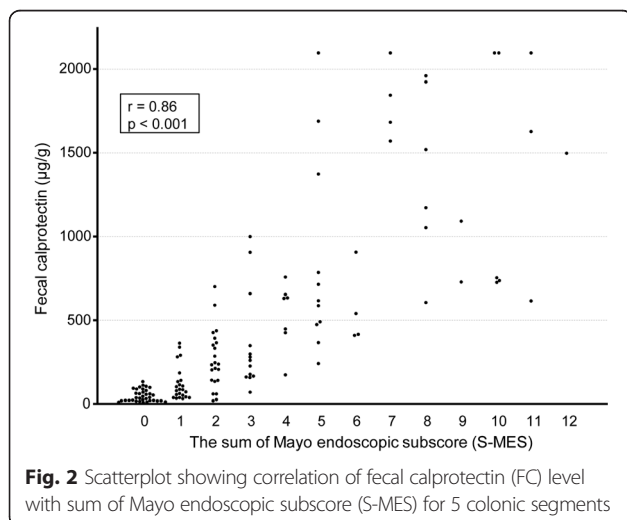 2000
r = 0.86
p < 0.001
1500
1000
500
0
Fecal calprotectin (µg/g)
0 1 2 3 4 5 6 7 8 9 10 11 12
The sum of Mayo endoscopic subscore (S-MES)
Fig. 2 Scatterplot showing correlation of fecal calprotectin (FC) level
with sum of Mayo endoscopic subscore (S-MES) for 5 colonic segments